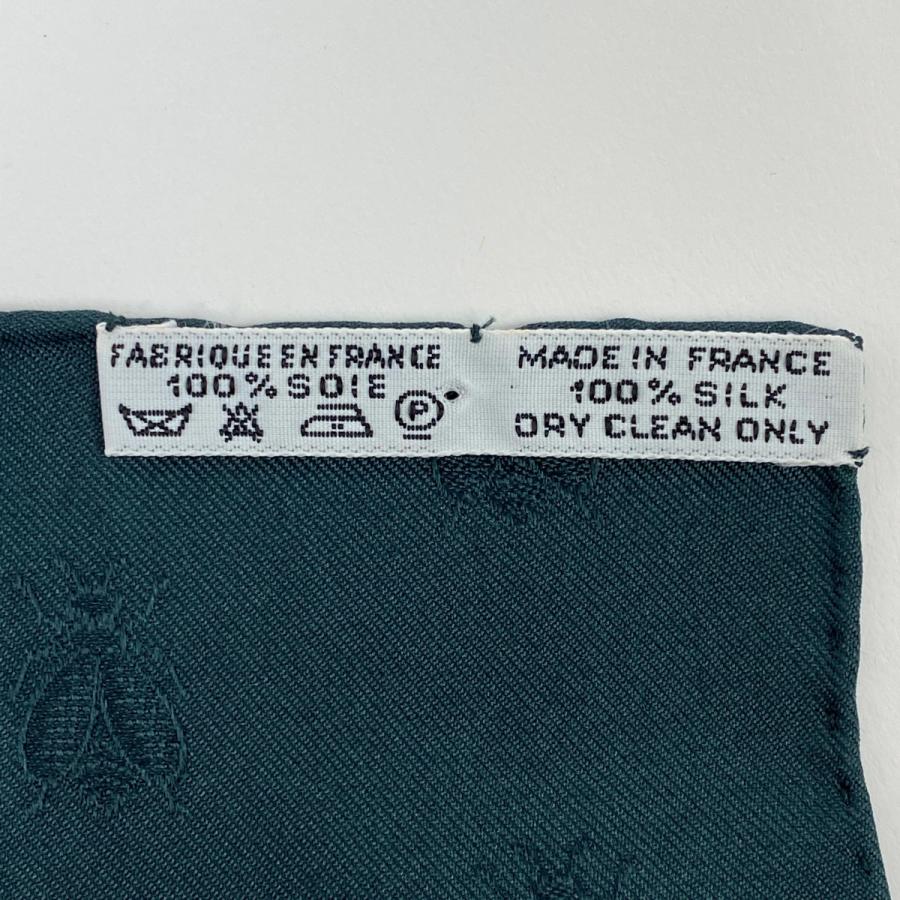 FABRIQUE EN FRANCE
100% SOIE
P
MADE IN FRANCE
100% SILK
DRY CLEAN ONLY